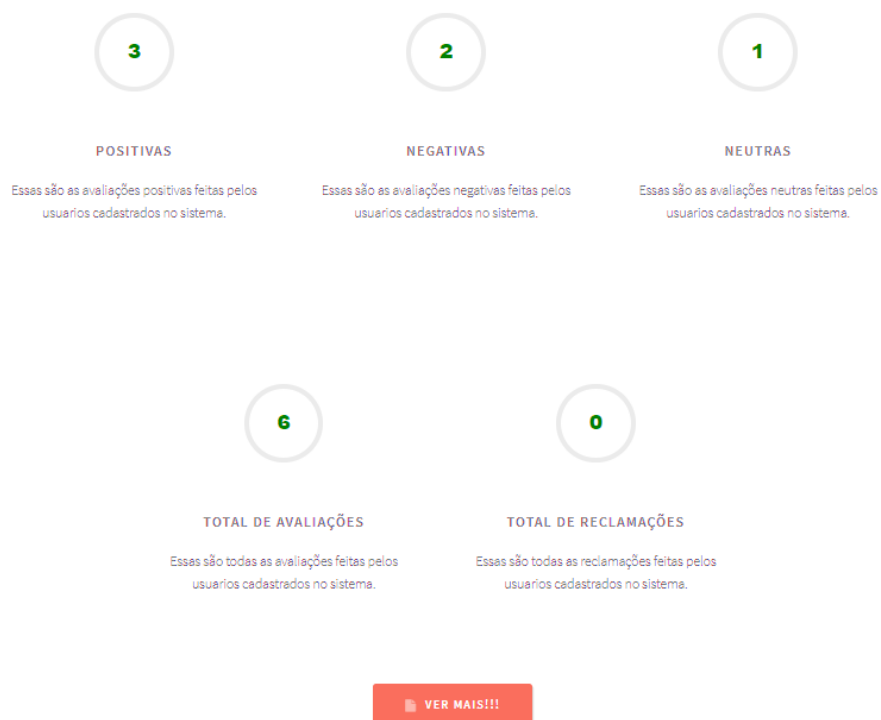 3
2
1
POSITIVAS
NEGATIVAS
NEUTRAS
Essas são as avaliações positivas feitas pelos
usuarios cadastrados no sistema.
Essas são as avaliações negativas feitas pelos
usuarios cadastrados no sistema.
Essas são as avaliações neutras feitas pelos
usuarios cadastrados no sistema.
6
0
TOTAL DE AVALIAÇÕES
TOTAL DE RECLAMAÇÕES
Essas são todas as avaliações feitas pelos
usuarios cadastrados no sistema.
Essas são todas as reclamações feitas pelos
usuarios cadastrados no sistema.
VER MAIS!!!